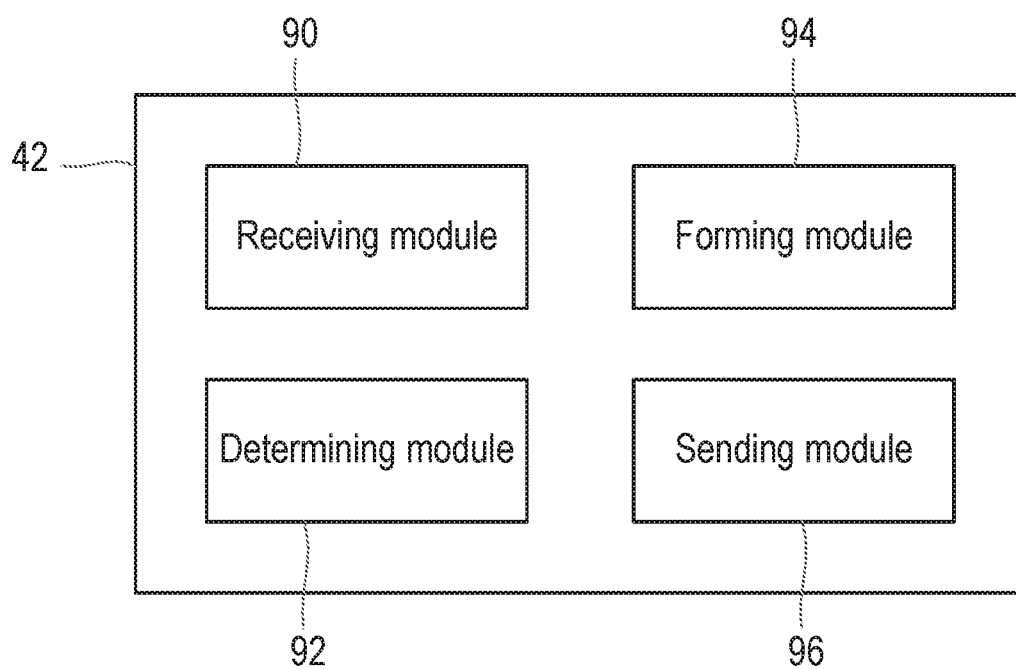 90
94
42
Receiving module
Forming module
Determining module
Sending module
92
96